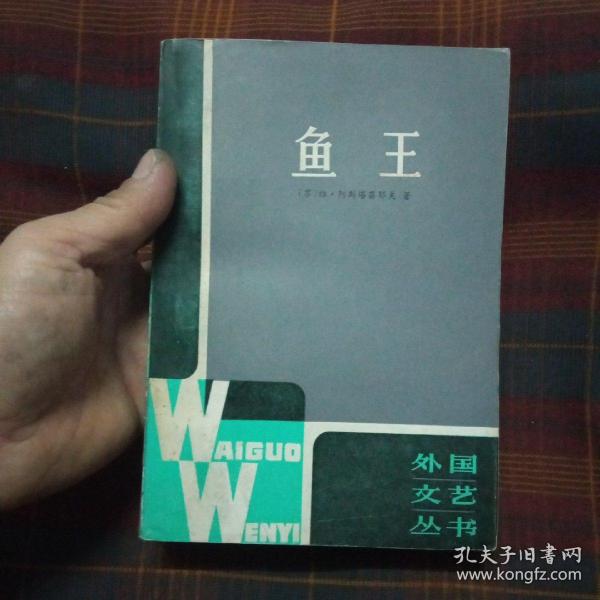 鱼王
〔苏〕维·阿斯塔菲耶夫 著
WAIGUO
WENYI
外国
文艺
丛书
孔夫子旧書网
www.kongfz.com